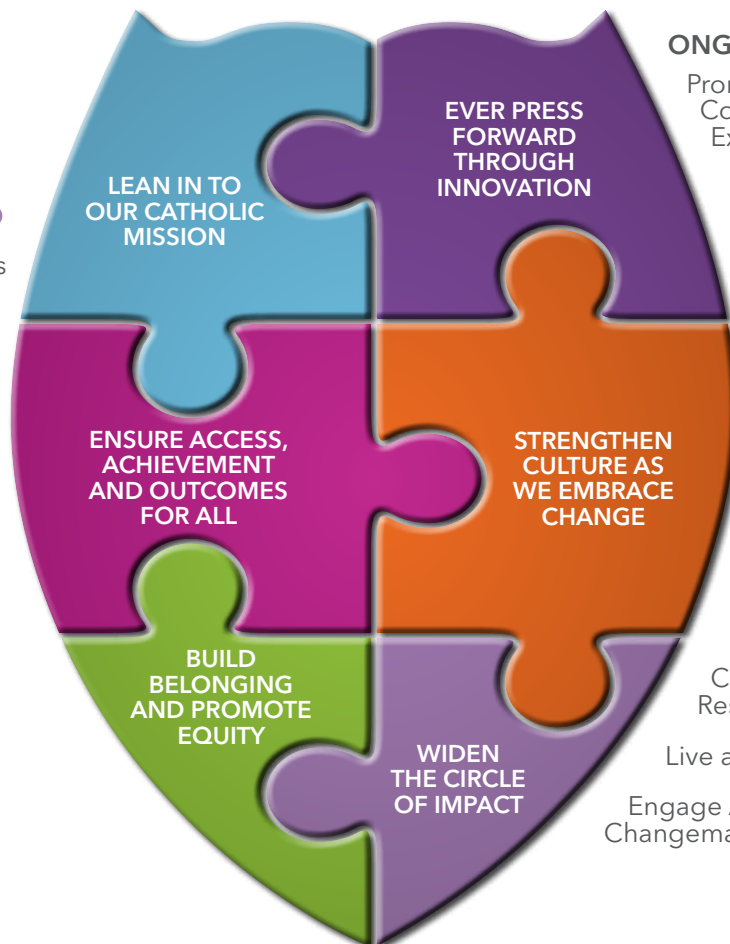 LEAN IN TO
OUR CATHOLIC
MISSION
EVER PRESS
FORWARD
THROUGH
INNOVATION
ENSURE ACCESS,
ACHIEVEMENT
AND OUTCOMES
FOR ALL
STRENGTHEN
CULTURE AS
WE EMBRACE
CHANGE
BUILD
BELONGING
AND PROMOTE
EQUITY
WIDEN
THE CIRCLE
OF IMPACT
Live a
Engage